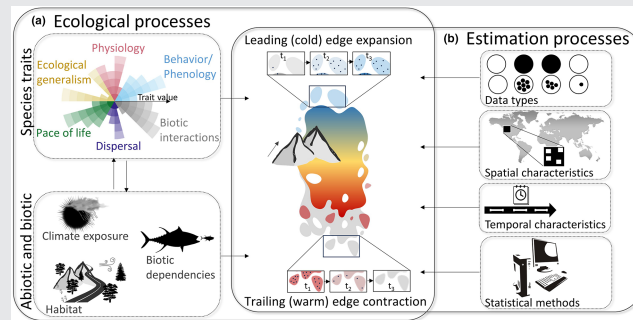 (a) Ecological processes
Species traits
Physiology
Ecological
generalism
Behavior/
Phenology
Trait value
Pace of life
Biotic
interactions
Dispersal
Abiotic and biotic
Climate exposure
Biotic
dependencies
Habitat
Leading (cold) edge expansion
t₁
t₂
t₃
t₁
t₂
t₃
Trailing (warm) edge contraction
(b) Estimation processes
Data types
Spatial characteristics
Temporal characteristics
Statistical methods